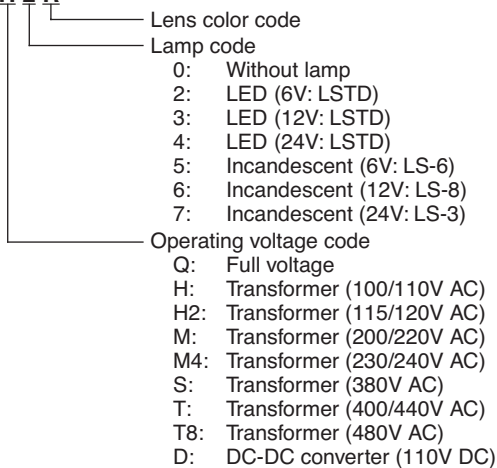 Lens color code
Lamp code
0: Without lamp
2: LED (6V: LSTD)
3: LED (12V: LSTD)
4: LED (24V: LSTD)
5: Incandescent (6V: LS-6)
6: Incandescent (12V: LS-8)
7: Incandescent (24V: LS-3)
Operating voltage code
Q: Full voltage
H: Transformer (100/110V AC)
H2: Transformer (115/120V AC)
M: Transformer (200/220V AC)
M4: Transformer (230/240V AC)
S: Transformer (380V AC)
T: Transformer (400/440V AC)
T8: Transformer (480V AC)
D: DC-DC converter (110V DC)